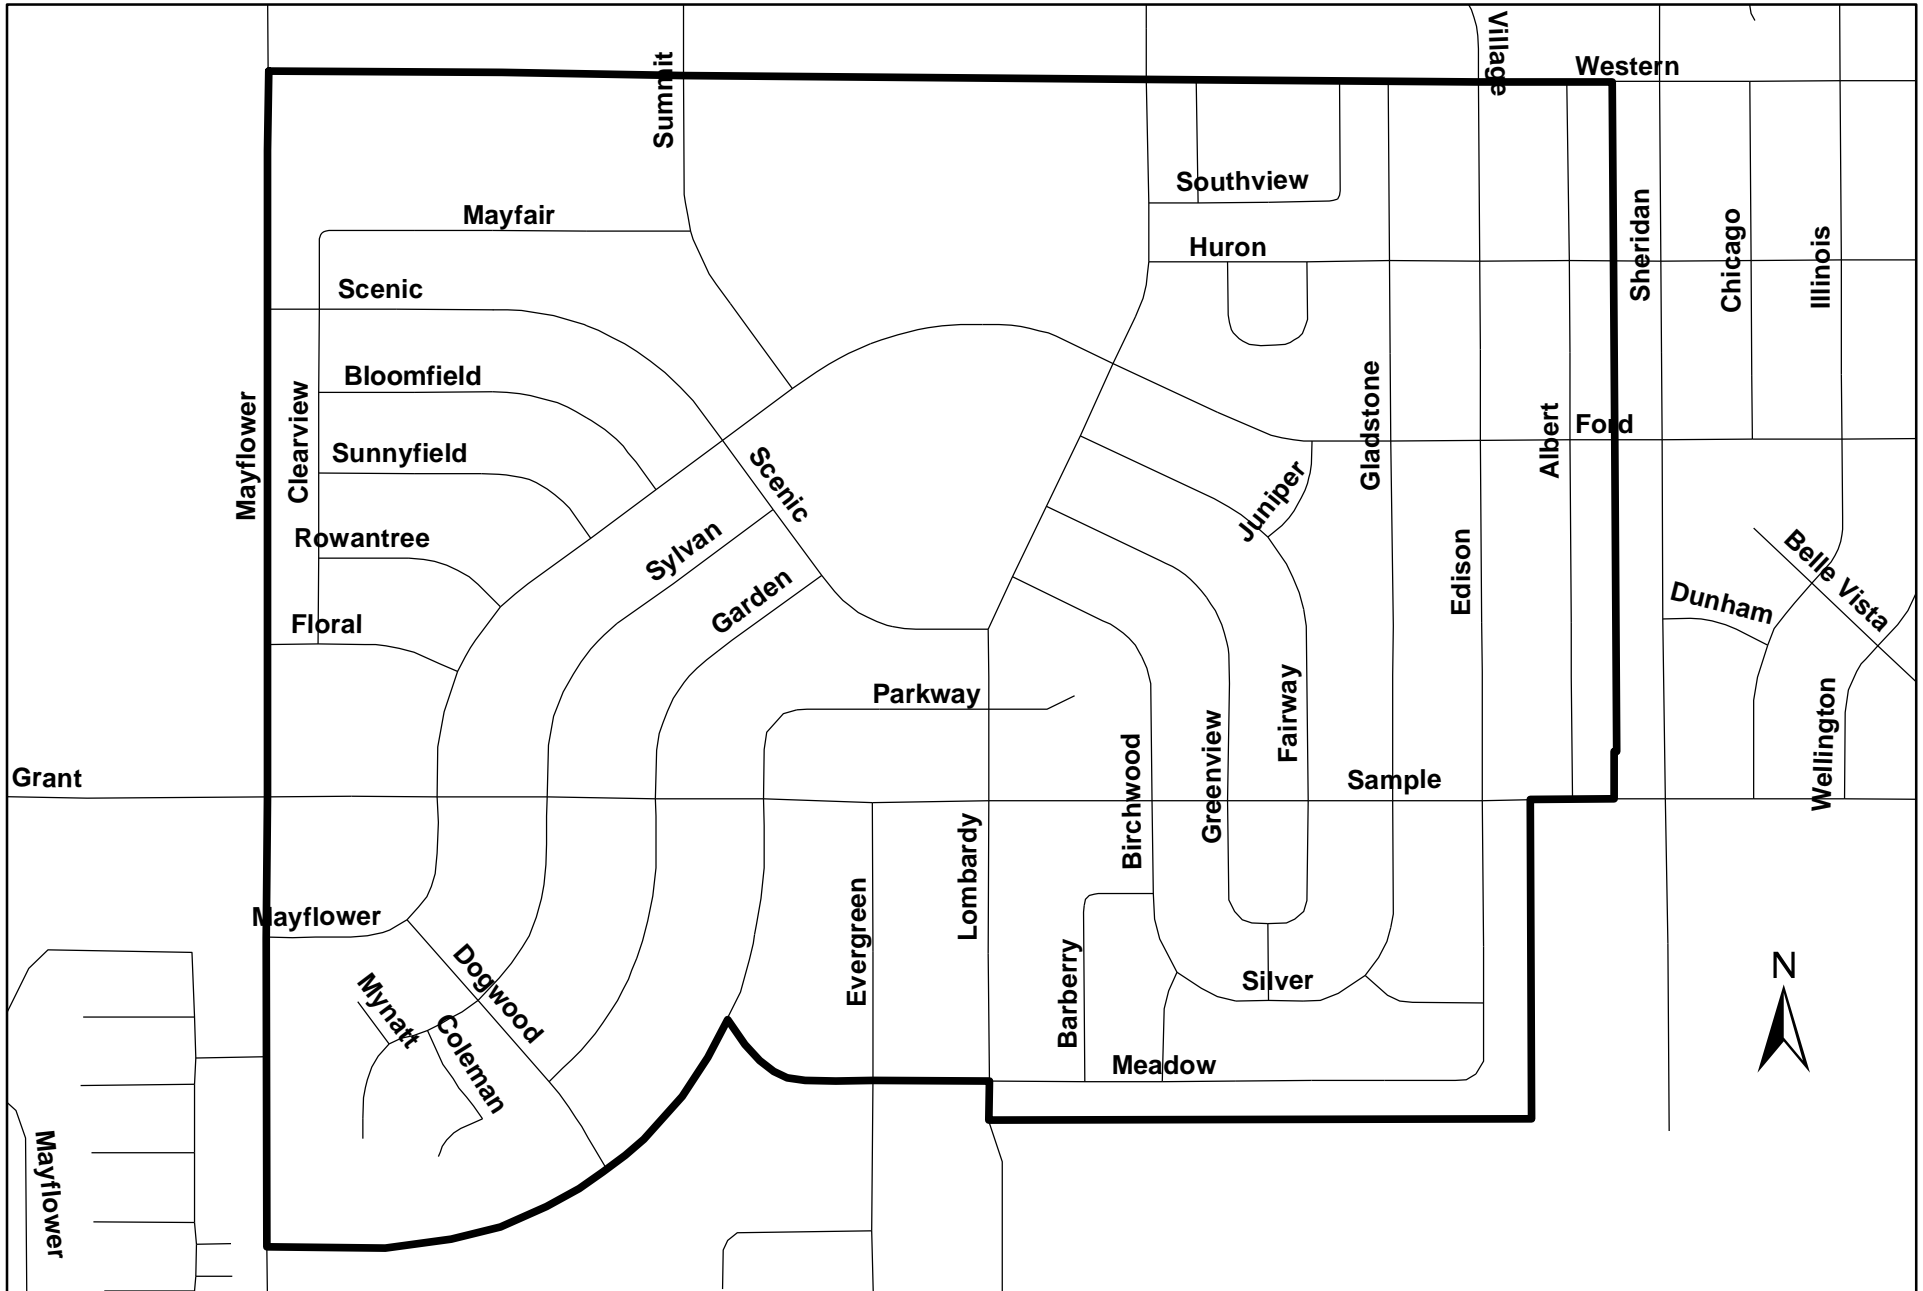 Village
Western
Summit
Southview
Mayfair
Huron
Sheridan
Chicago
Illinois
Scenic
Bloomfield
Clearview
Mayflower
Sunnyfield
Gladstone
Albert
Ford
Scenic
Juniper
Sylvan
Rowantree
Edison
Belle Vista
Garden
Dunham
Floral
Parkway
Fairway
Greenview
Birchwood
Wellington
Grant
Sample
Lombardy
Evergreen
Mayflower
Dogwood
Mynatt
Coleman
Barberry
Silver
Meadow
N
Mayflower